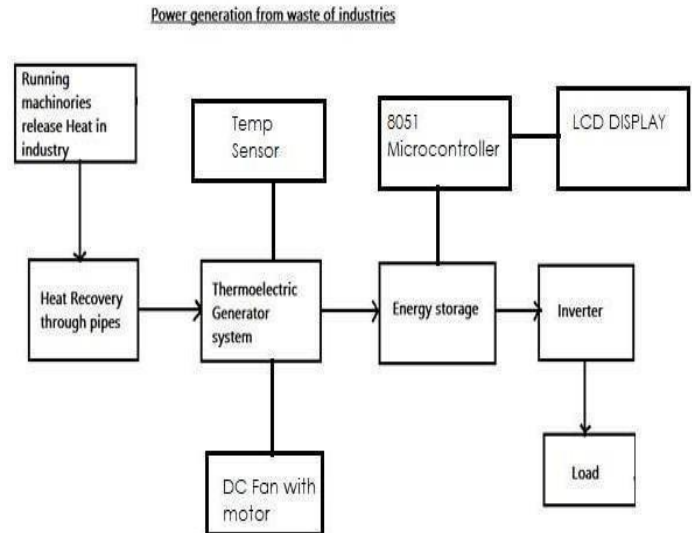 Power generation from waste of industries
Running
machinories
release Heat in
industry
Temp
Sensor
8051
Microcontroller
LCD DISPLAY
Heat Recovery
through pipes
Thermoelectric
Generator
system
Energy storage
Inverter
DC Fan with
motor
Load